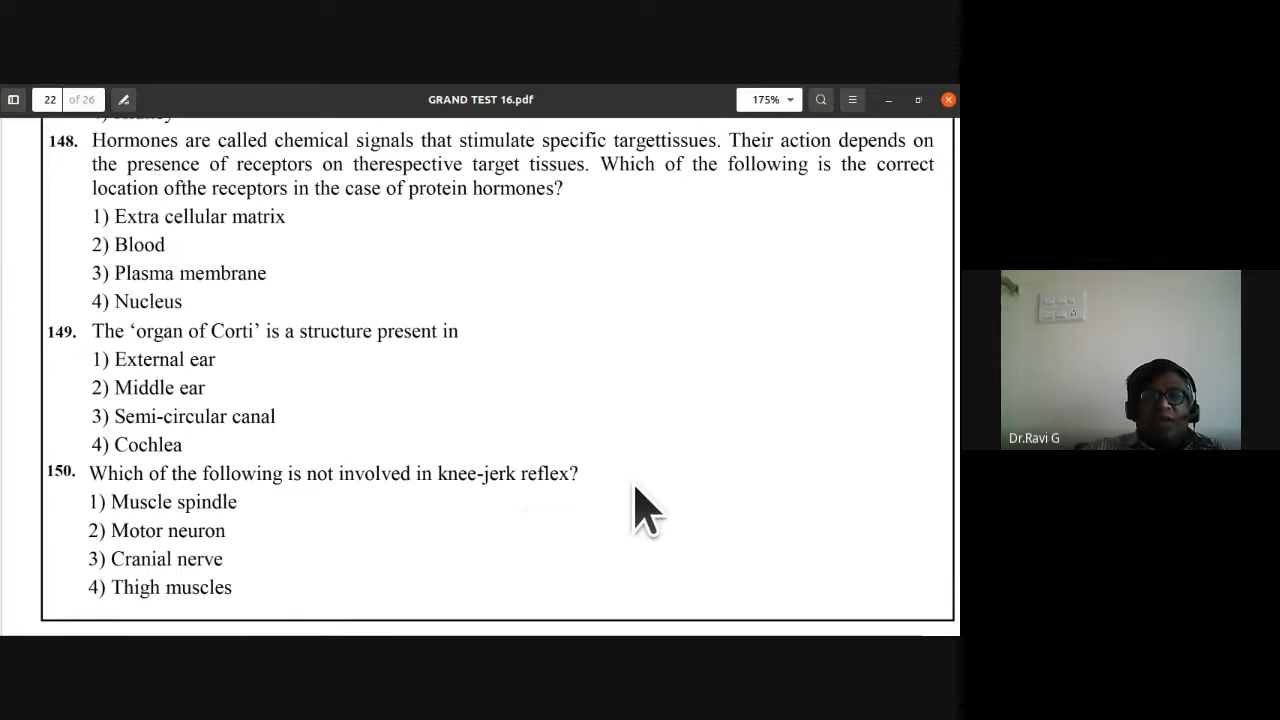 22 of 26
GRAND TEST 16.pdf
175%
148. Hormones are called chemical signals that stimulate specific targettissues. Their action depends on
the presence of receptors on therespective target tissues. Which of the following is the correct
location ofthe receptors in the case of protein hormones?
1) Extra cellular matrix
2) Blood
3) Plasma membrane
4) Nucleus
149. The ‘organ of Corti’ is a structure present in
1) External ear
2) Middle ear
3) Semi-circular canal
4) Cochlea
150. Which of the following is not involved in knee-jerk reflex?
1) Muscle spindle
2) Motor neuron
3) Cranial nerve
4) Thigh muscles
Dr.Ravi G